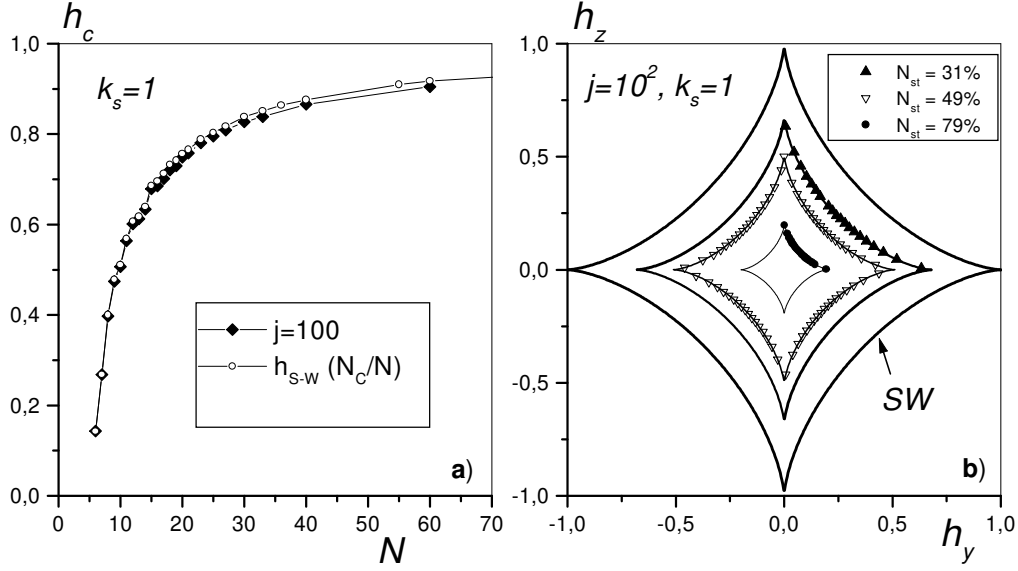 h_c
k_s=1
1,0
0,8
0,6
0,4
0,2
0,0
j=100
h_S-W (N_C/N)
a)
0 10 20 30 40 50 60 70
N
h_z
j=10^2, k_s=1
N_st = 31%
N_st = 49%
N_st = 79%
1,0
0,5
0,0
-0,5
-1,0
SW
b)
-1,0 -0,5 0,0 0,5 1,0
h_y